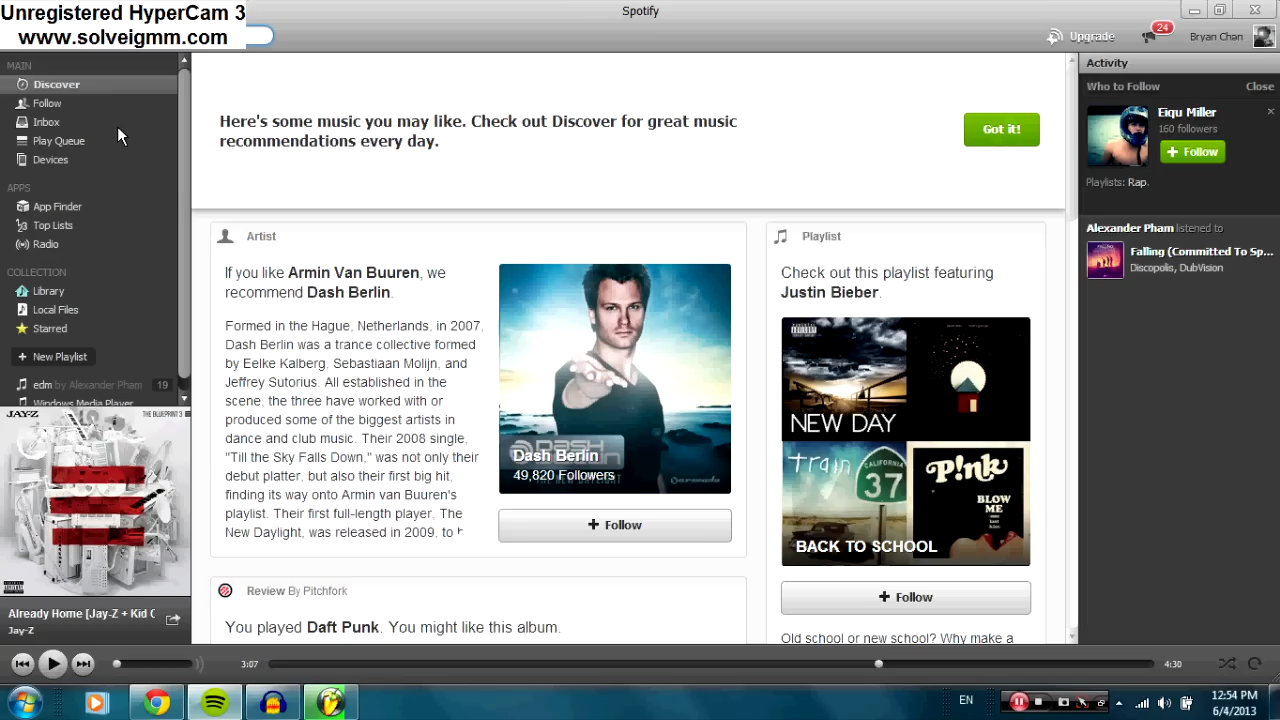 Unregistered HyperCam 3
www.solveigmm.com
Spotify
Upgrade
24
Bryan Chan
MAIN
Discover
Follow
Inbox
Play Queue
Devices
APPS
App Finder
Top Lists
Radio
COLLECTION
Library
Local Files
Starred
New Playlist
edm by Alexander Pham 19
Windows Media Player
JAY-Z THE BLUEPRINT 3
Already Home [Jay-Z + Kid C
Jay-Z
Here's some music you may like. Check out Discover for great music
recommendations every day.
Got it!
Artist
If you like Armin Van Buuren, we
recommend Dash Berlin.
Formed in the Hague, Netherlands, in 2007,
Dash Berlin was a trance collective formed
by Eelke Kalberg, Sebastiaan Molijn, and
Jeffrey Sutorius. All established in the
scene, the three have worked with or
produced some of the biggest artists in
dance and club music. Their 2008 single,
"Till the Sky Falls Down," was not only their
debut platter, but also their first big hit,
finding its way onto Armin van Buuren's
playlist. Their first full-length player, The
New Daylight, was released in 2009, to
Dash Berlin
49,820 Followers
Follow
Review By Pitchfork
You played Daft Punk. You might like this album.
Playlist
Check out this playlist featuring
Justin Bieber.
NEW DAY
train
CALIFORNIA
37
P!nk
BLOW
ME
BACK TO SCHOOL
Follow
Old school or new school? Why make a
Activity
Who to Follow Close
Eiqu Miller
160 followers
Follow
Playlists: Rap.
Alexander Pham listened to
Falling (Committed To Sp...
Discopolis, DubVision
3:07
4:30
EN
12:54 PM
6/4/2013